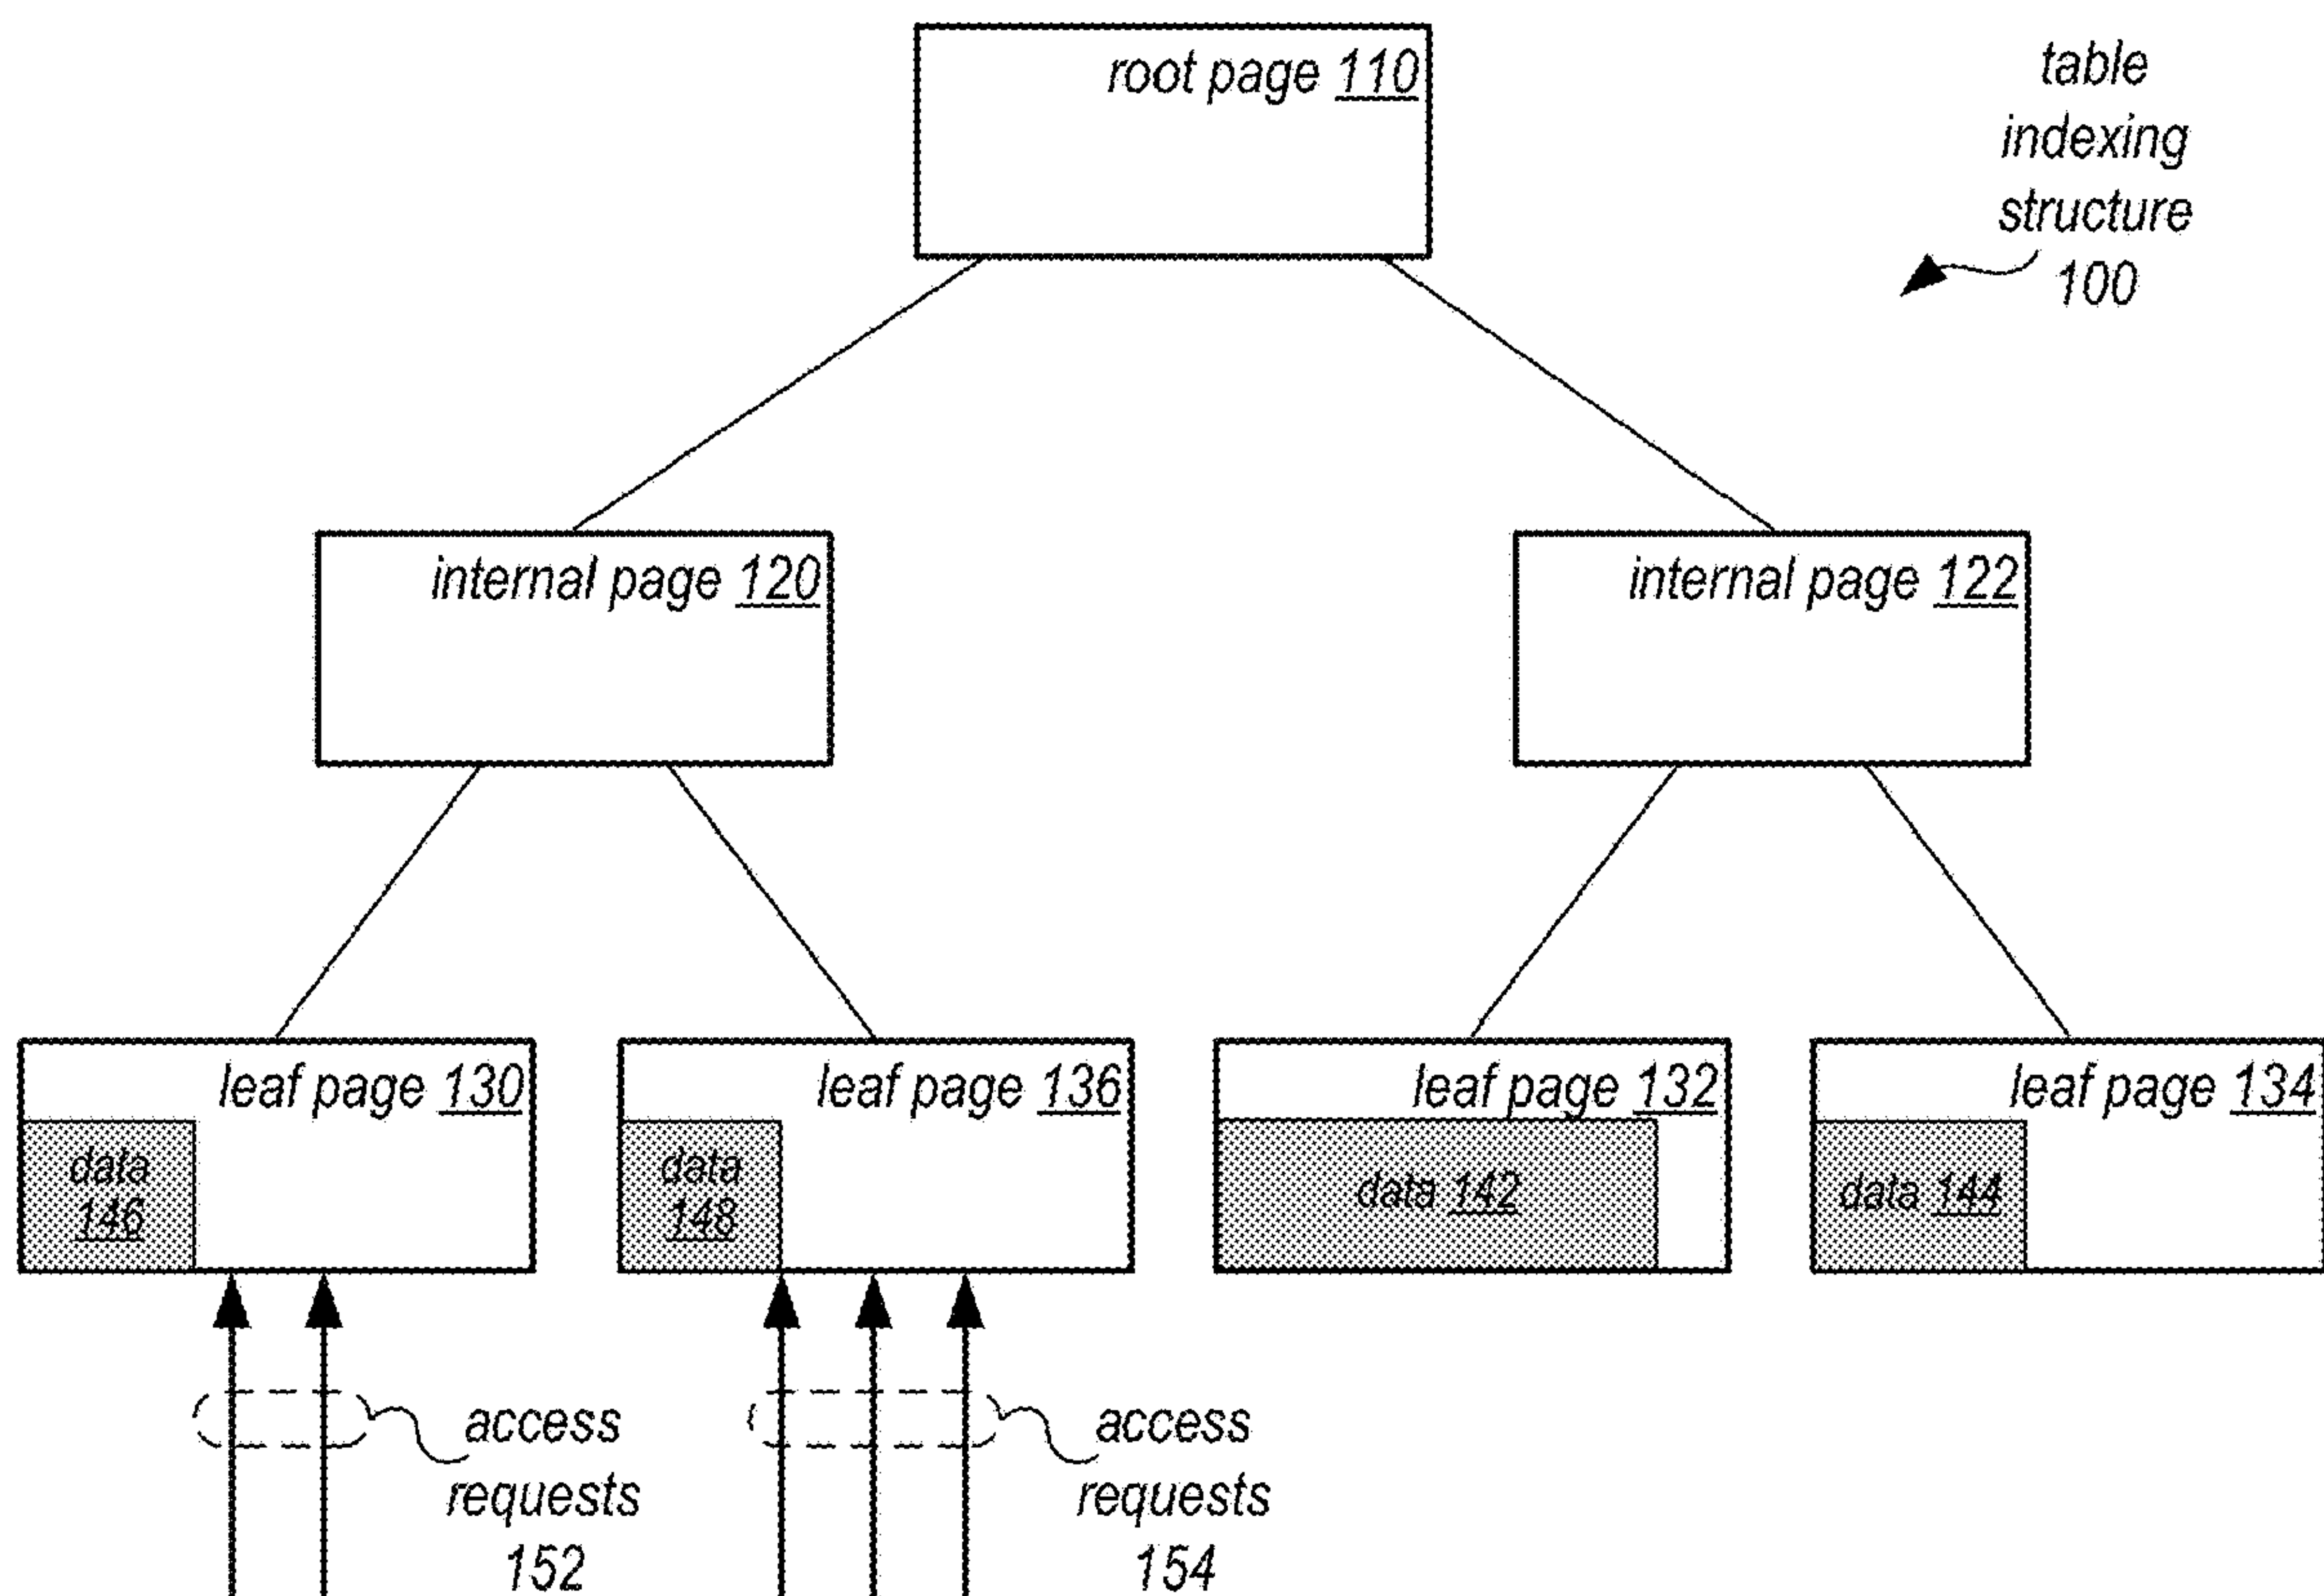 root page 110
table
indexing
structure
100
internal page 120
internal page 122
leaf page 130
leaf page 136
leaf page 132
leaf page 134
data
146
data
148
data 142
data 144
access
requests
152
access
requests
154